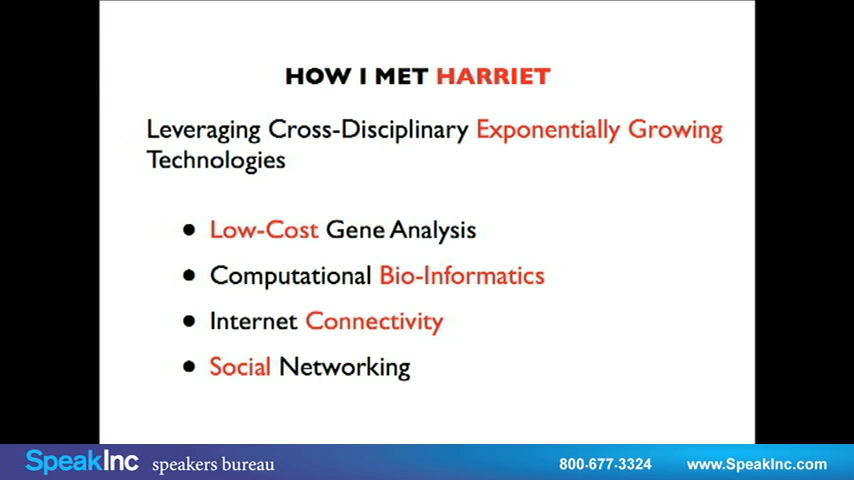 HOW I MET HARRIET
Leveraging Cross-Disciplinary Exponentially Growing
Technologies
● Low-Cost Gene Analysis
● Computational Bio-Informatics
● Internet Connectivity
● Social Networking
SpeakInc speakers bureau 800-677-3324 www.SpeakInc.com